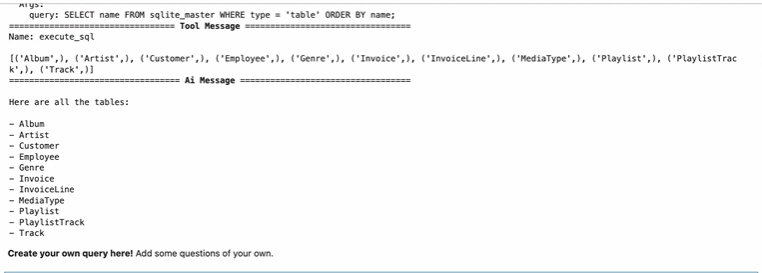 Args:
query: SELECT name FROM sqlite_master WHERE type = 'table' ORDER BY name;
================================= Tool Message =================================
Name: execute_sql
[('Album',), ('Artist',), ('Customer',), ('Employee',), ('Genre',), ('Invoice',), ('InvoiceLine',), ('MediaType',), ('Playlist',), ('PlaylistTrac
k',), ('Track',)]
================================== Ai Message ==================================
Here are all the tables:
- Album
- Artist
- Customer
- Employee
- Genre
- Invoice
- InvoiceLine
- MediaType
- Playlist
- PlaylistTrack
- Track
Create your own query here! Add some questions of your own.